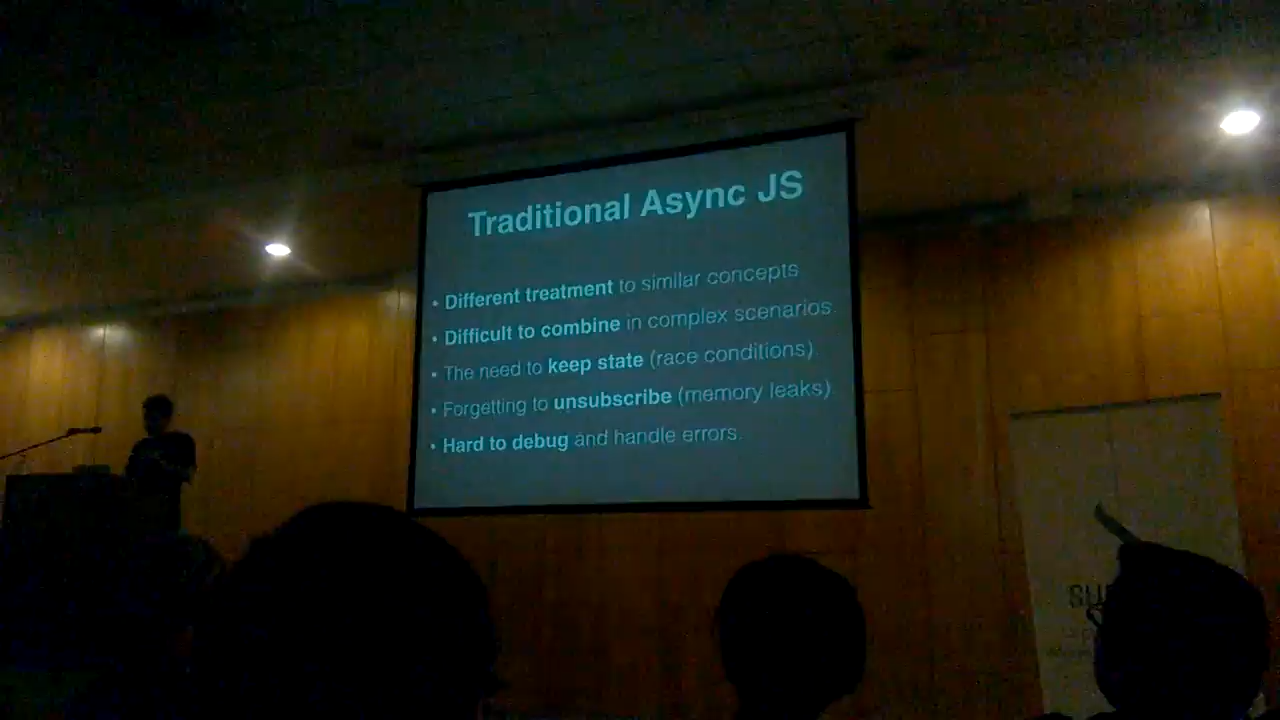 Traditional Async JS
• Different treatment to similar concepts
• Difficult to combine in complex scenarios.
• The need to keep state (race conditions).
• Forgetting to unsubscribe (memory leaks).
• Hard to debug and handle errors.